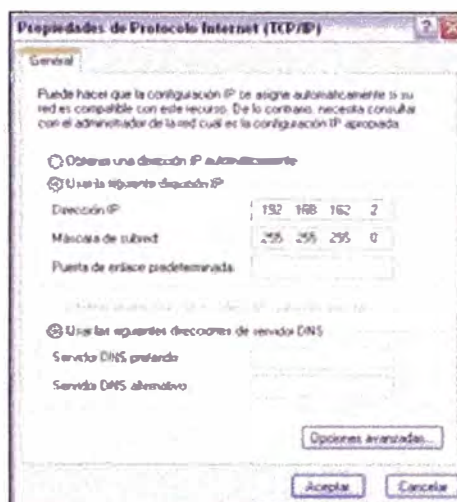 Propiedades de Protocolo Internet (TCP/IP)
General
Puede hacer que la configuración IP se asigne automáticamente si su
red es compatible con este recurso. De lo contrario, necesita consultar
con el administrador de la red cuál es la configuración IP apropiada.
Obtener una dirección IP automáticamente
Usar la siguiente dirección IP
Dirección IP 192 168 162 2
Máscara de subred 255 255 255 0
Puerta de enlace predeterminada
Usar las siguientes direcciones de servidor DNS
Servidor DNS preferido
Servidor DNS alternativo
Opciones avanzadas...
Aceptar Cancelar